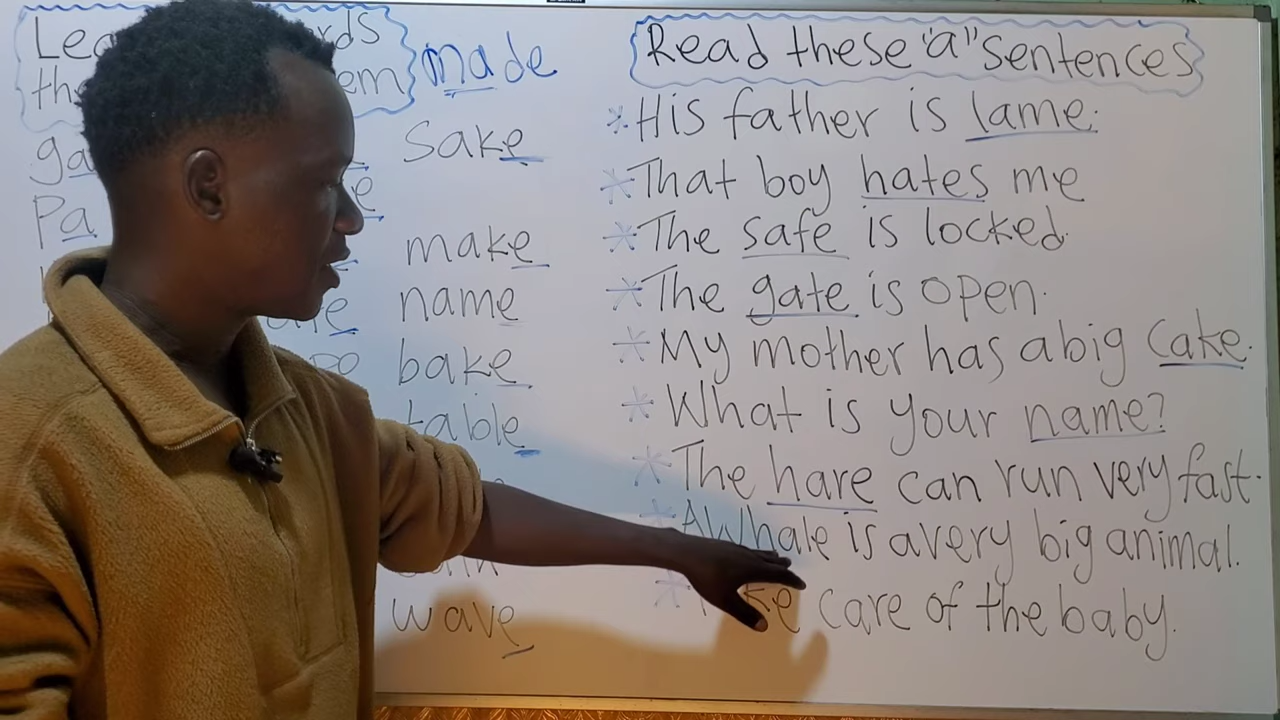 made
sake
make
name
bake
table
wave
Read these "a" sentences
His father is lame.
That boy hates me
The safe is locked.
The gate is open.
My mother has a big cake.
What is your name?
The hare can run very fast.
A Whale is a very big animal.
care of the baby.